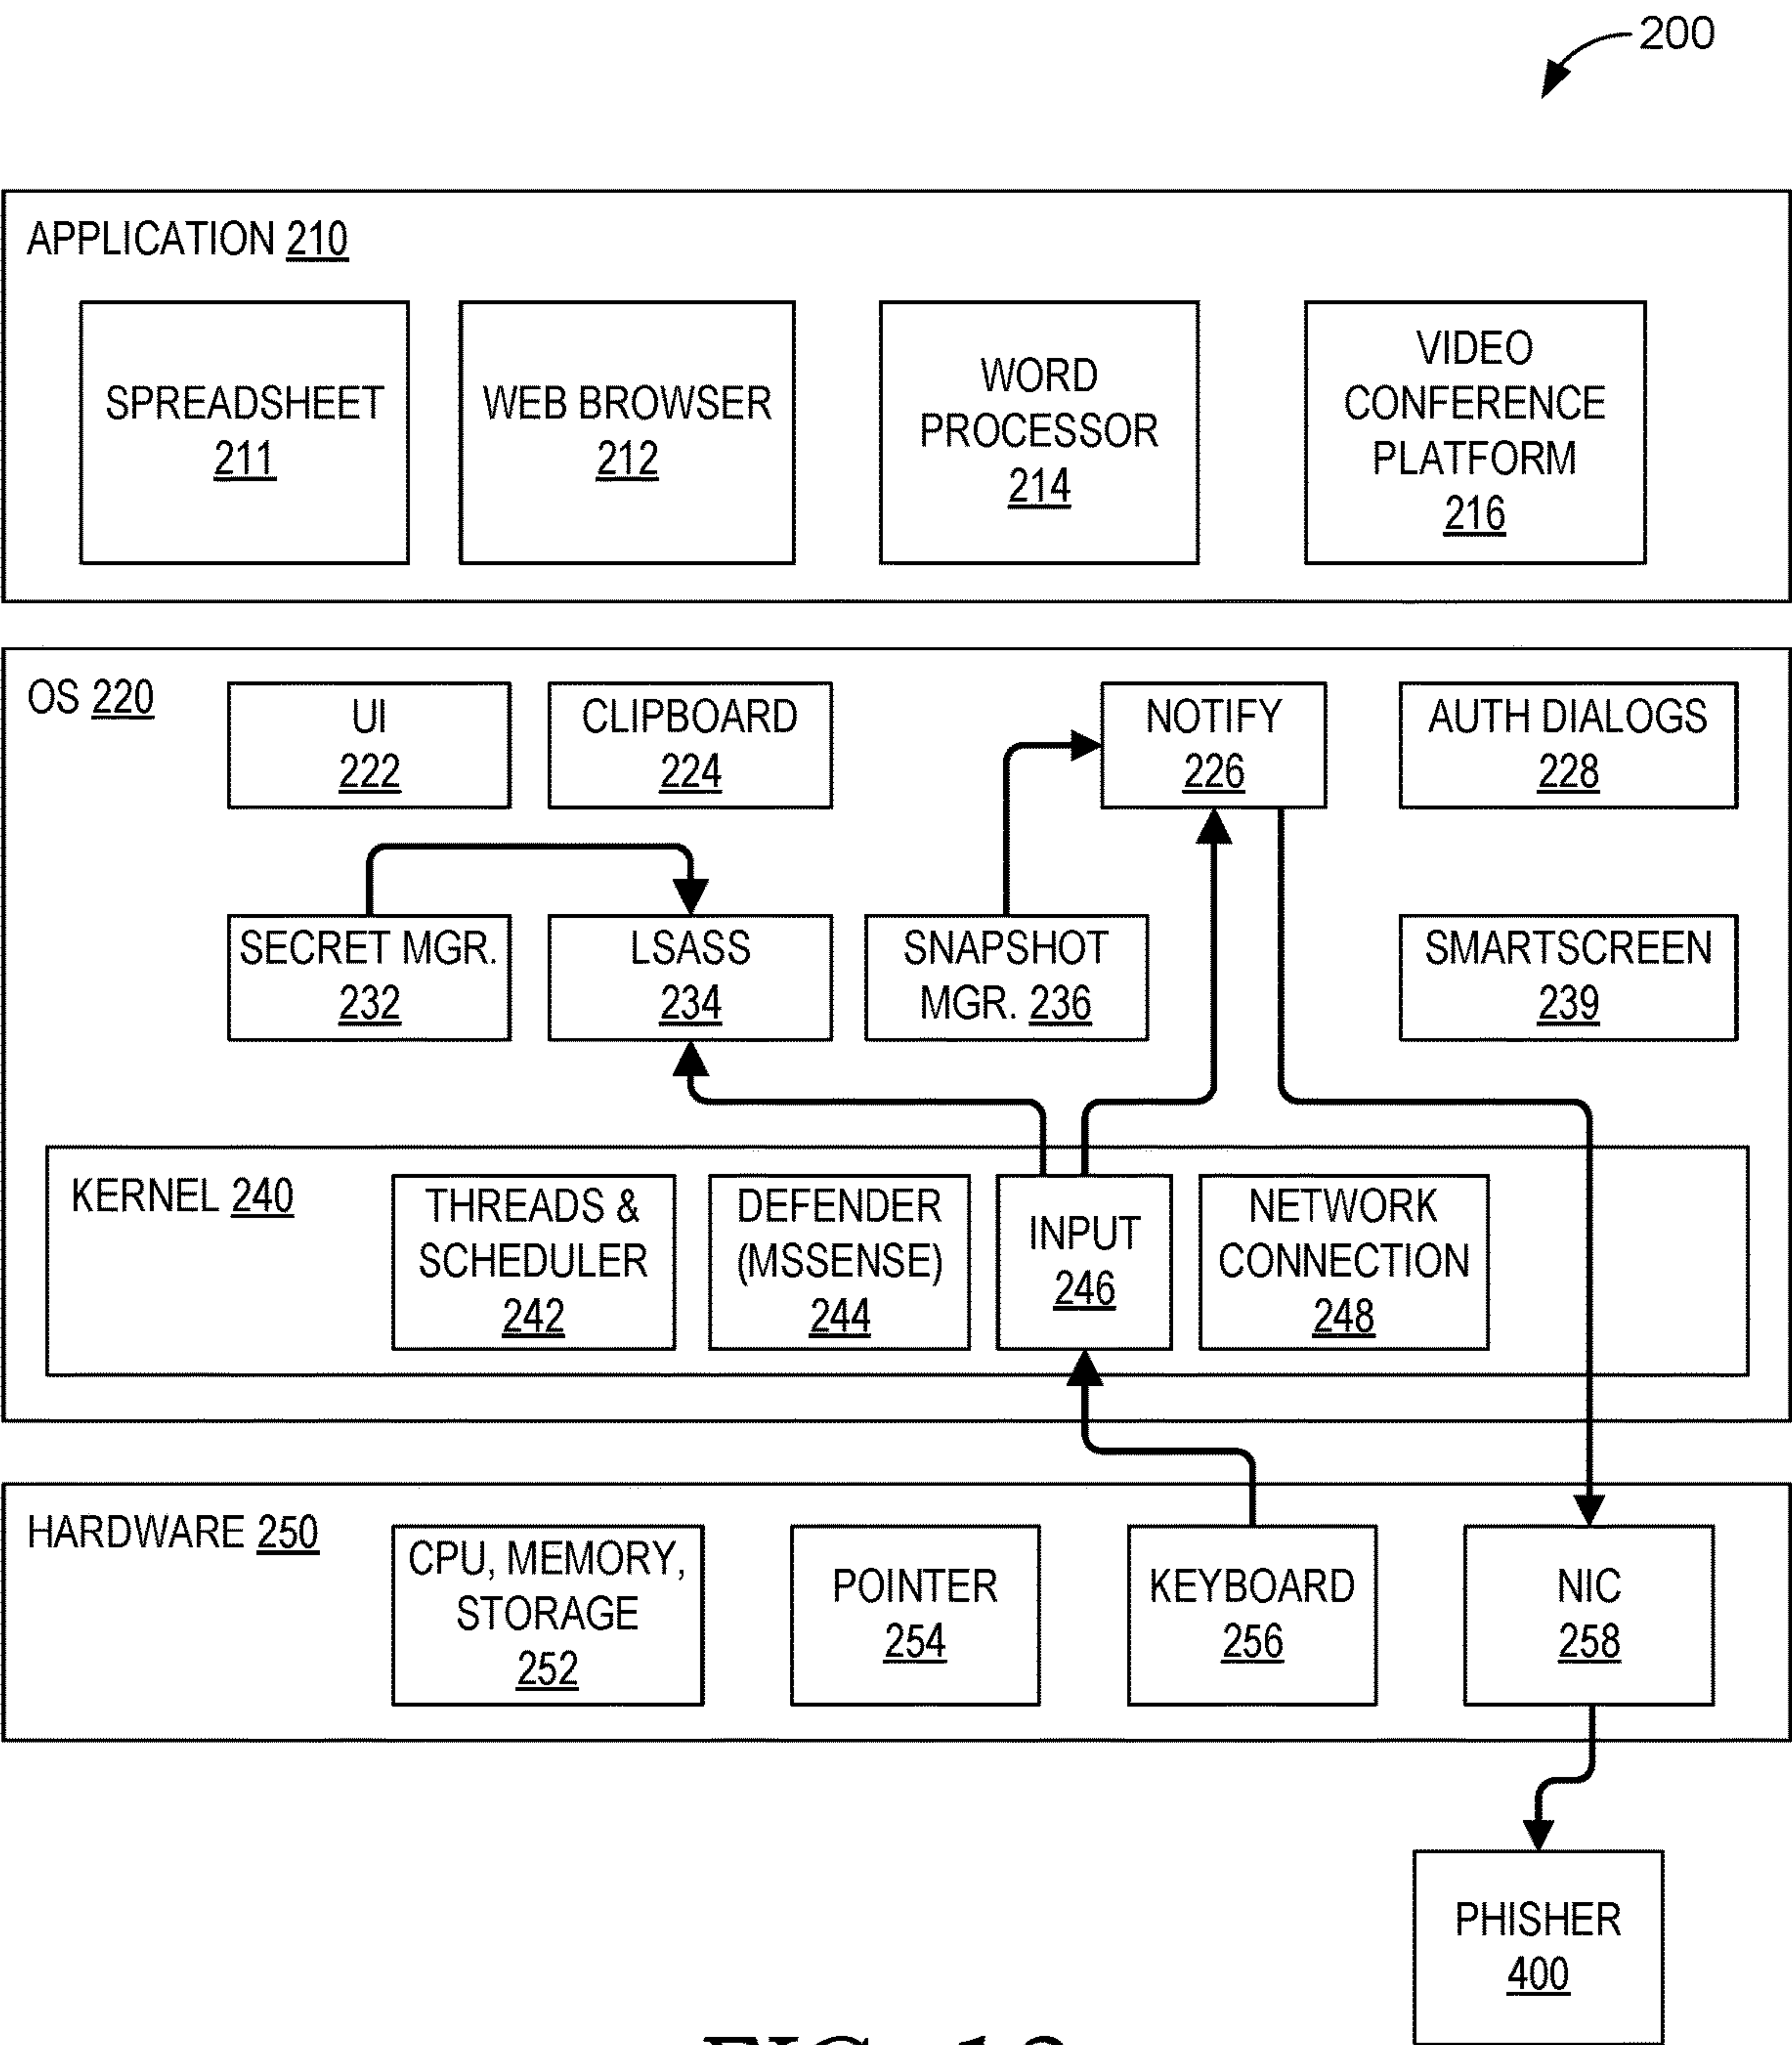 200
APPLICATION 210
SPREADSHEET
211
WEB BROWSER
212
WORD
PROCESSOR
214
VIDEO
CONFERENCE
PLATFORM
216
OS 220
UI
222
CLIPBOARD
224
NOTIFY
226
AUTH DIALOGS
228
SECRET MGR.
232
LSASS
234
SNAPSHOT
MGR. 236
SMARTSCREEN
239
KERNEL 240
THREADS &
SCHEDULER
242
DEFENDER
(MSSENSE)
244
INPUT
246
NETWORK
CONNECTION
248
HARDWARE 250
CPU, MEMORY,
STORAGE
252
POINTER
254
KEYBOARD
256
NIC
258
PHISHER
400